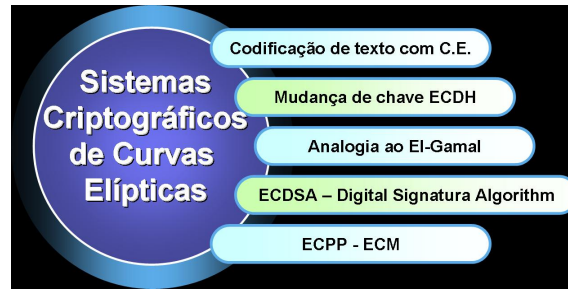 Sistemas
Criptográficos
de Curvas
Elípticas
Codificação de texto com C.E.
Mudança de chave ECDH
Analogia ao El-Gamal
ECDSA – Digital Signatura Algorithm
ECPP - ECM